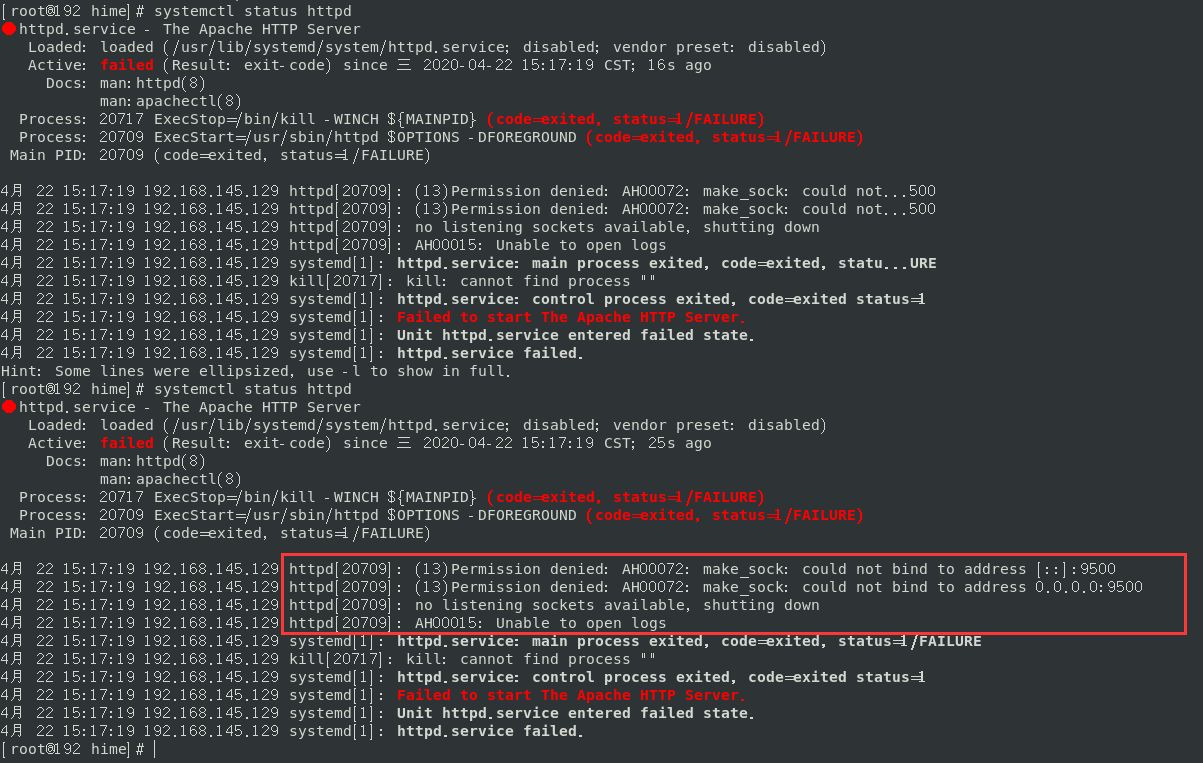 [root@192 hime]# systemctl status httpd
httpd.service - The Apache HTTP Server
Loaded: loaded (/usr/lib/systemd/system/httpd.service; disabled; vendor preset: disabled)
Active: failed (Result: exit-code) since 三 2020-04-22 15:17:19 CST; 16s ago
Docs: man:httpd(8)
man:apachectl(8)
Process: 20717 ExecStop=/bin/kill -WINCH ${MAINPID} (code=exited, status=1/FAILURE)
Process: 20709 ExecStart=/usr/sbin/httpd $OPTIONS -DFOREGROUND (code=exited, status=1/FAILURE)
Main PID: 20709 (code=exited, status=1/FAILURE)
4月 22 15:17:19 192.168.145.129 httpd[20709]: (13)Permission denied: AH00072: make_sock: could not...500
4月 22 15:17:19 192.168.145.129 httpd[20709]: (13)Permission denied: AH00072: make_sock: could not...500
4月 22 15:17:19 192.168.145.129 httpd[20709]: no listening sockets available, shutting down
4月 22 15:17:19 192.168.145.129 httpd[20709]: AH00015: Unable to open logs
4月 22 15:17:19 192.168.145.129 systemd[1]: httpd.service: main process exited, code=exited, statu...URE
4月 22 15:17:19 192.168.145.129 kill[20717]: kill: cannot find process ""
4月 22 15:17:19 192.168.145.129 systemd[1]: httpd.service: control process exited, code=exited status=1
4月 22 15:17:19 192.168.145.129 systemd[1]: Failed to start The Apache HTTP Server.
4月 22 15:17:19 192.168.145.129 systemd[1]: Unit httpd.service entered failed state.
4月 22 15:17:19 192.168.145.129 systemd[1]: httpd.service failed.
Hint: Some lines were ellipsized, use -l to show in full.
[root@192 hime]# systemctl status httpd
httpd.service - The Apache HTTP Server
Loaded: loaded (/usr/lib/systemd/system/httpd.service; disabled; vendor preset: disabled)
Active: failed (Result: exit-code) since 三 2020-04-22 15:17:19 CST; 25s ago
Docs: man:httpd(8)
man:apachectl(8)
Process: 20717 ExecStop=/bin/kill -WINCH ${MAINPID} (code=exited, status=1/FAILURE)
Process: 20709 ExecStart=/usr/sbin/httpd $OPTIONS -DFOREGROUND (code=exited, status=1/FAILURE)
Main PID: 20709 (code=exited, status=1/FAILURE)
4月 22 15:17:19 192.168.145.129 httpd[20709]: (13)Permission denied: AH00072: make_sock: could not bind to address [::]:9500
4月 22 15:17:19 192.168.145.129 httpd[20709]: (13)Permission denied: AH00072: make_sock: could not bind to address 0.0.0.0:9500
4月 22 15:17:19 192.168.145.129 httpd[20709]: no listening sockets available, shutting down
4月 22 15:17:19 192.168.145.129 httpd[20709]: AH00015: Unable to open logs
4月 22 15:17:19 192.168.145.129 systemd[1]: httpd.service: main process exited, code=exited, status=1/FAILURE
4月 22 15:17:19 192.168.145.129 kill[20717]: kill: cannot find process ""
4月 22 15:17:19 192.168.145.129 systemd[1]: httpd.service: control process exited, code=exited status=1
4月 22 15:17:19 192.168.145.129 systemd[1]: Failed to start The Apache HTTP Server.
4月 22 15:17:19 192.168.145.129 systemd[1]: Unit httpd.service entered failed state.
4月 22 15:17:19 192.168.145.129 systemd[1]: httpd.service failed.
[root@192 hime]#